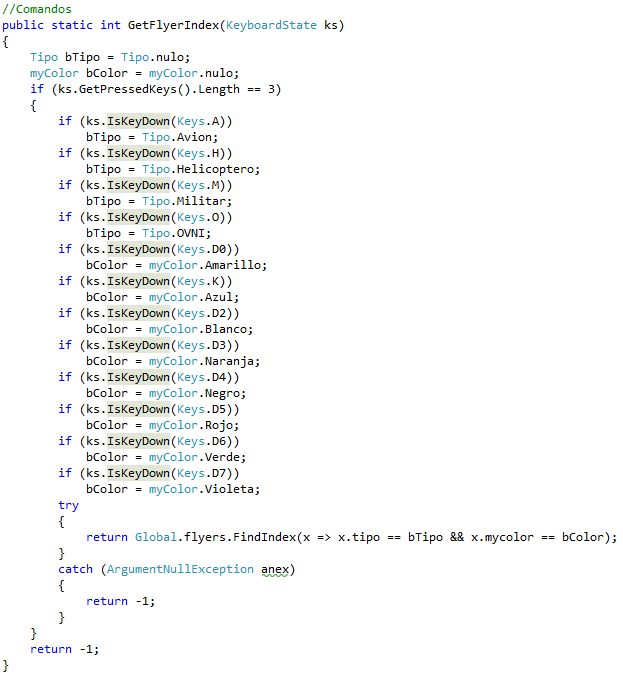 //Comandos
public static int GetFlyerIndex(KeyboardState ks)
{
    Tipo bTipo = Tipo.nulo;
    myColor bColor = myColor.nulo;
    if (ks.GetPressedKeys().Length == 3)
    {
        if (ks.IsKeyDown(Keys.A))
            bTipo = Tipo.Avion;
        if (ks.IsKeyDown(Keys.H))
            bTipo = Tipo.Helicoptero;
        if (ks.IsKeyDown(Keys.M))
            bTipo = Tipo.Militar;
        if (ks.IsKeyDown(Keys.O))
            bTipo = Tipo.OVNI;
        if (ks.IsKeyDown(Keys.D0))
            bColor = myColor.Amarillo;
        if (ks.IsKeyDown(Keys.K))
            bColor = myColor.Azul;
        if (ks.IsKeyDown(Keys.D2))
            bColor = myColor.Blanco;
        if (ks.IsKeyDown(Keys.D3))
            bColor = myColor.Naranja;
        if (ks.IsKeyDown(Keys.D4))
            bColor = myColor.Negro;
        if (ks.IsKeyDown(Keys.D5))
            bColor = myColor.Rojo;
        if (ks.IsKeyDown(Keys.D6))
            bColor = myColor.Verde;
        if (ks.IsKeyDown(Keys.D7))
            bColor = myColor.Violeta;
        try
        {
            return Global.flyers.FindIndex(x => x.tipo == bTipo && x.mycolor == bColor);
        }
        catch (ArgumentNullException anex)
        {
            return -1;
        }
    }
    return -1;
}